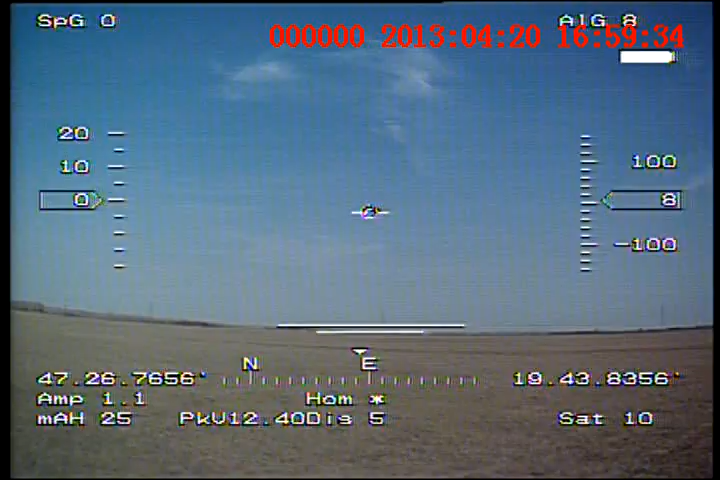 SpG 0
AlG 8
000000 2013:04:20 16:59:34
20
10
0
100
8
-100
N
E
47.26.7656'
19.43.8356'
Amp 1.1
Hom *
mAH 25
PkV12.40Dis 5
Sat 10